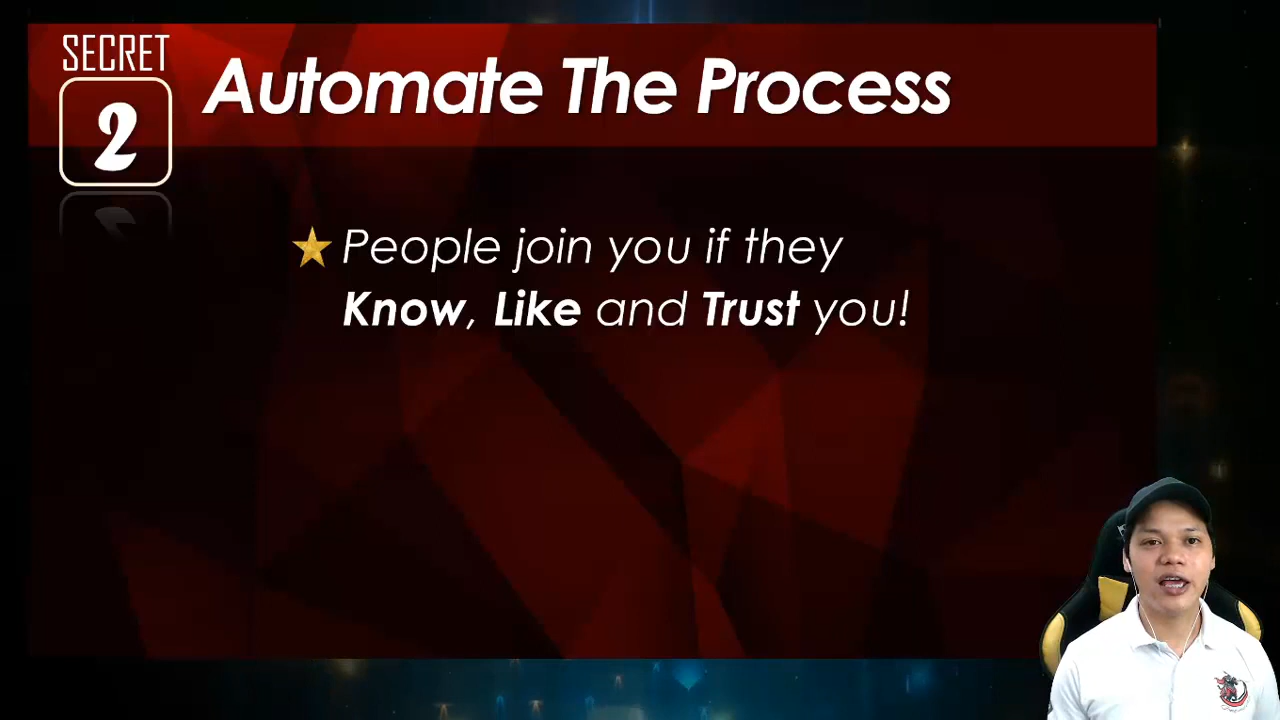 SECRET
2
Automate The Process
People join you if they
Know, Like and Trust you!